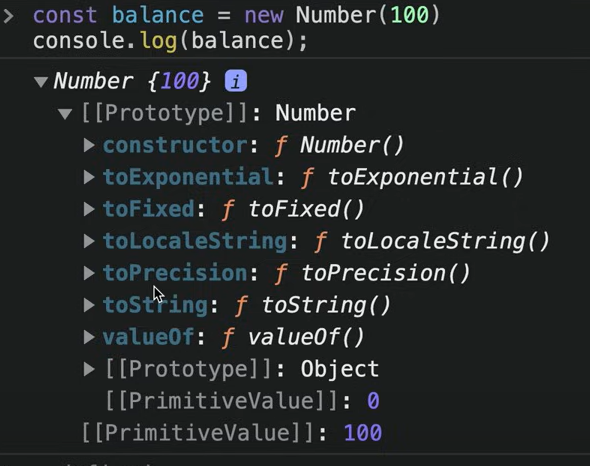 > const balance = new Number(100)
console.log(balance);
▼ Number {100} i
▼ [[Prototype]]: Number
▶ constructor: ƒ Number()
▶ toExponential: ƒ toExponential()
▶ toFixed: ƒ toFixed()
▶ toLocaleString: ƒ toLocaleString()
▶ toPrecision: ƒ toPrecision()
▶ toString: ƒ toString()
▶ valueOf: ƒ valueOf()
▶ [[Prototype]]: Object
[[PrimitiveValue]]: 0
[[PrimitiveValue]]: 100